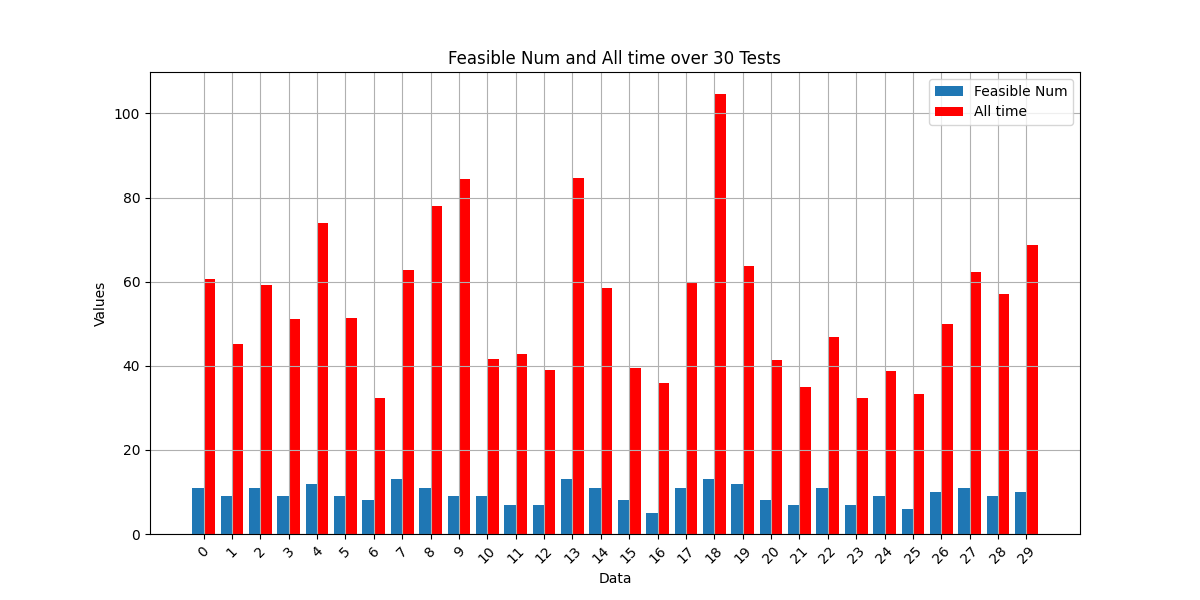 Feasible Num and All time over 30 Tests
Feasible Num
All time
100
80
60
40
20
0
Values
0 1 2 3 4 5 6 7 8 9 10 11 12 13 14 15 16 17 18 19 20 21 22 23 24 25 26 27 28 29
Data